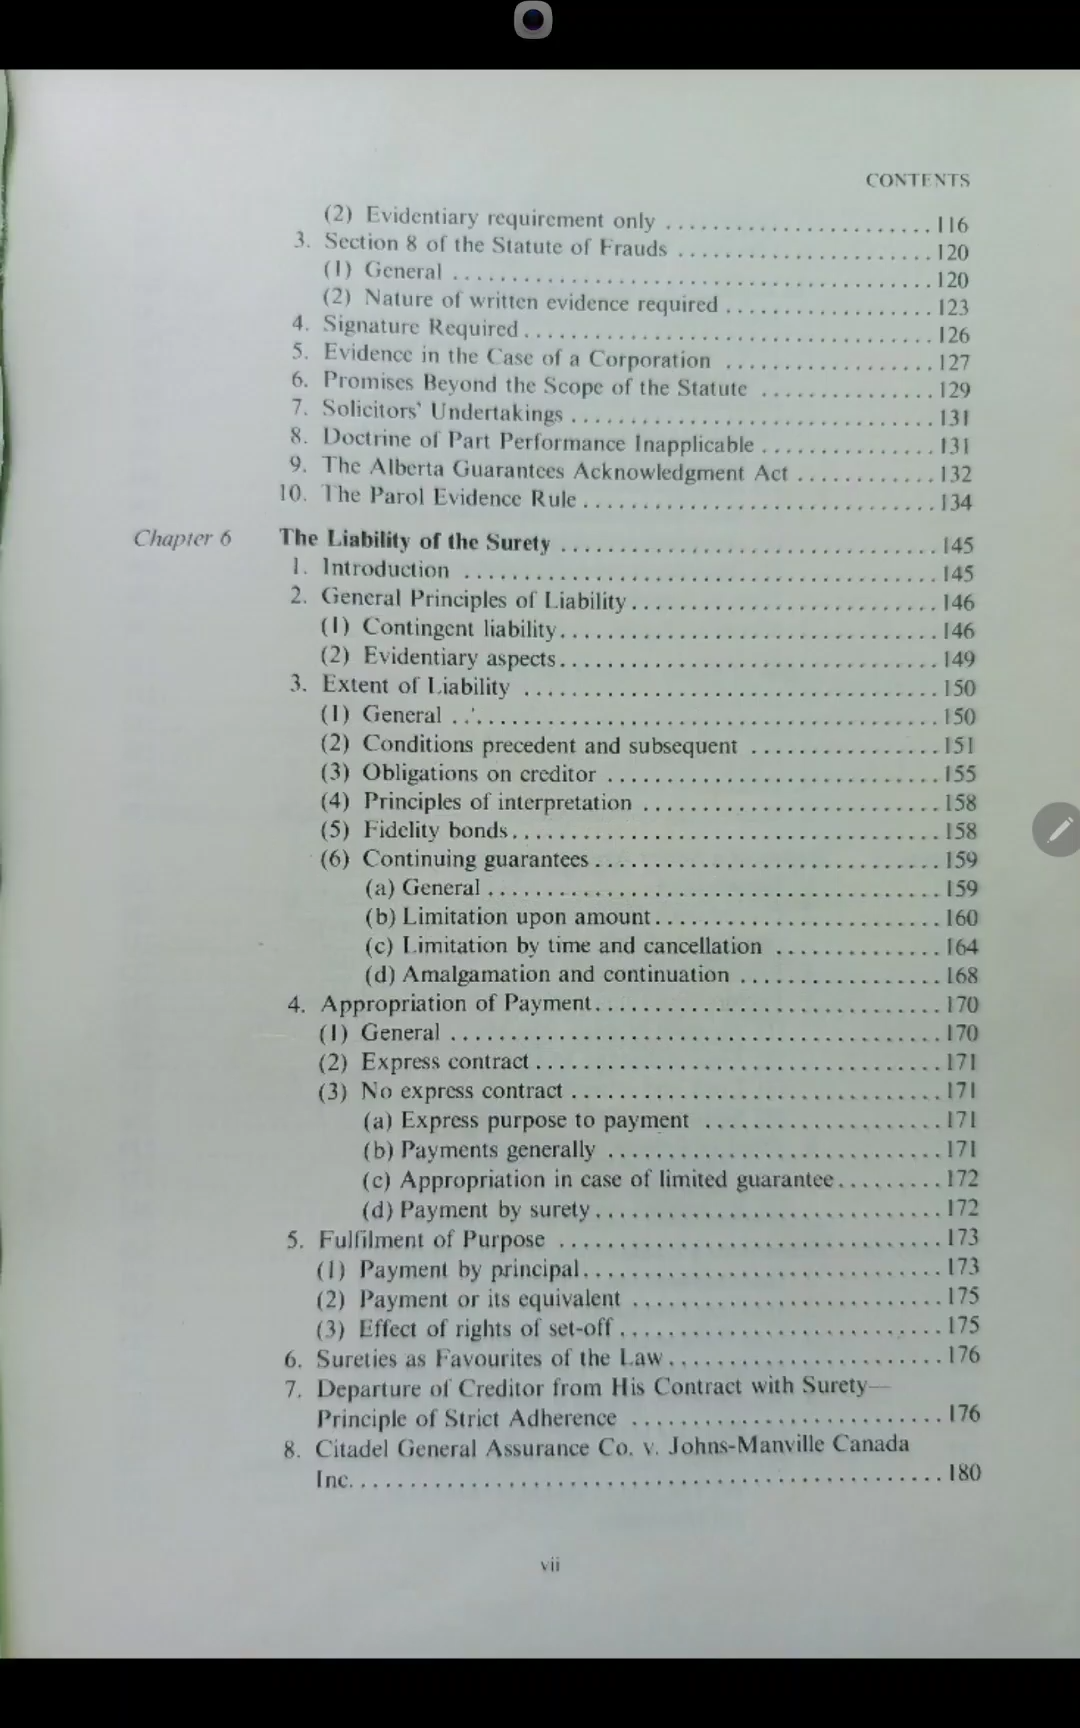 CONTENTS
(2) Evidentiary requirement only ........................ 116
3. Section 8 of the Statute of Frauds ...................... 120
(1) General .......................................... 120
(2) Nature of written evidence required .................. 123
4. Signature Required .................................... 126
5. Evidence in the Case of a Corporation .................. 127
6. Promises Beyond the Scope of the Statute ............... 129
7. Solicitors' Undertakings ............................... 131
8. Doctrine of Part Performance Inapplicable ............... 131
9. The Alberta Guarantees Acknowledgment Act ............ 132
10. The Parol Evidence Rule ............................... 134
Chapter 6 The Liability of the Surety ................................. 145
1. Introduction .......................................... 145
2. General Principles of Liability ........................... 146
(1) Contingent liability ................................. 146
(2) Evidentiary aspects ................................. 149
3. Extent of Liability .................................... 150
(1) General .......................................... 150
(2) Conditions precedent and subsequent ................ 151
(3) Obligations on creditor ............................. 155
(4) Principles of interpretation .......................... 158
(5) Fidelity bonds ..................................... 158
(6) Continuing guarantees .............................. 159
(a) General ........................................ 159
(b) Limitation upon amount ......................... 160
(c) Limitation by time and cancellation .............. 164
(d) Amalgamation and continuation ................. 168
4. Appropriation of Payment .............................. 170
(1) General .......................................... 170
(2) Express contract ................................... 171
(3) No express contract ................................ 171
(a) Express purpose to payment .................... 171
(b) Payments generally ............................. 171
(c) Appropriation in case of limited guarantee ......... 172
(d) Payment by surety .............................. 172
5. Fulfilment of Purpose ................................. 173
(1) Payment by principal ............................... 173
(2) Payment or its equivalent ........................... 175
(3) Effect of rights of set-off ............................ 175
6. Sureties as Favourites of the Law ........................ 176
7. Departure of Creditor from His Contract with Surety—
Principle of Strict Adherence ........................... 176
8. Citadel General Assurance Co. v. Johns-Manville Canada
Inc. ................................................. 180
vii